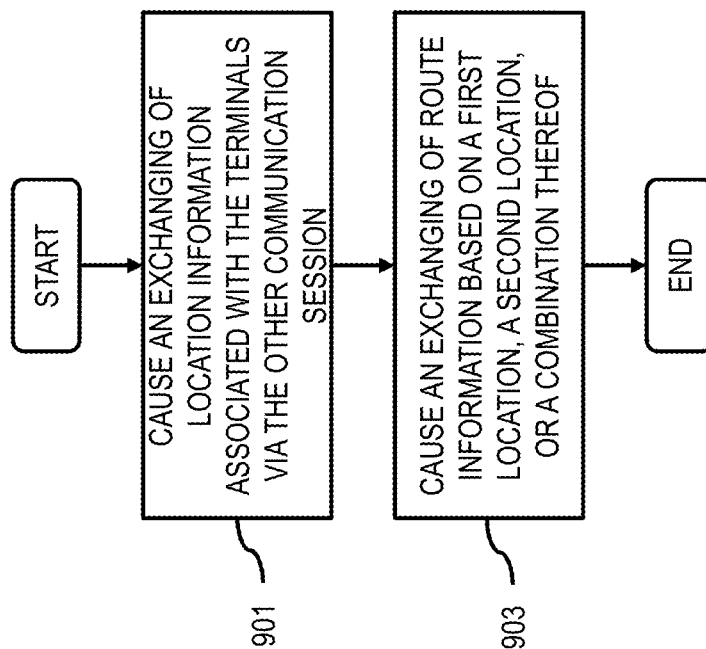 START
CAUSE AN EXCHANGING OF
LOCATION INFORMATION
ASSOCIATED WITH THE TERMINALS
VIA THE OTHER COMMUNICATION
SESSION
901
CAUSE AN EXCHANGING OF ROUTE
INFORMATION BASED ON A FIRST
LOCATION, A SECOND LOCATION,
OR A COMBINATION THEREOF
903
END